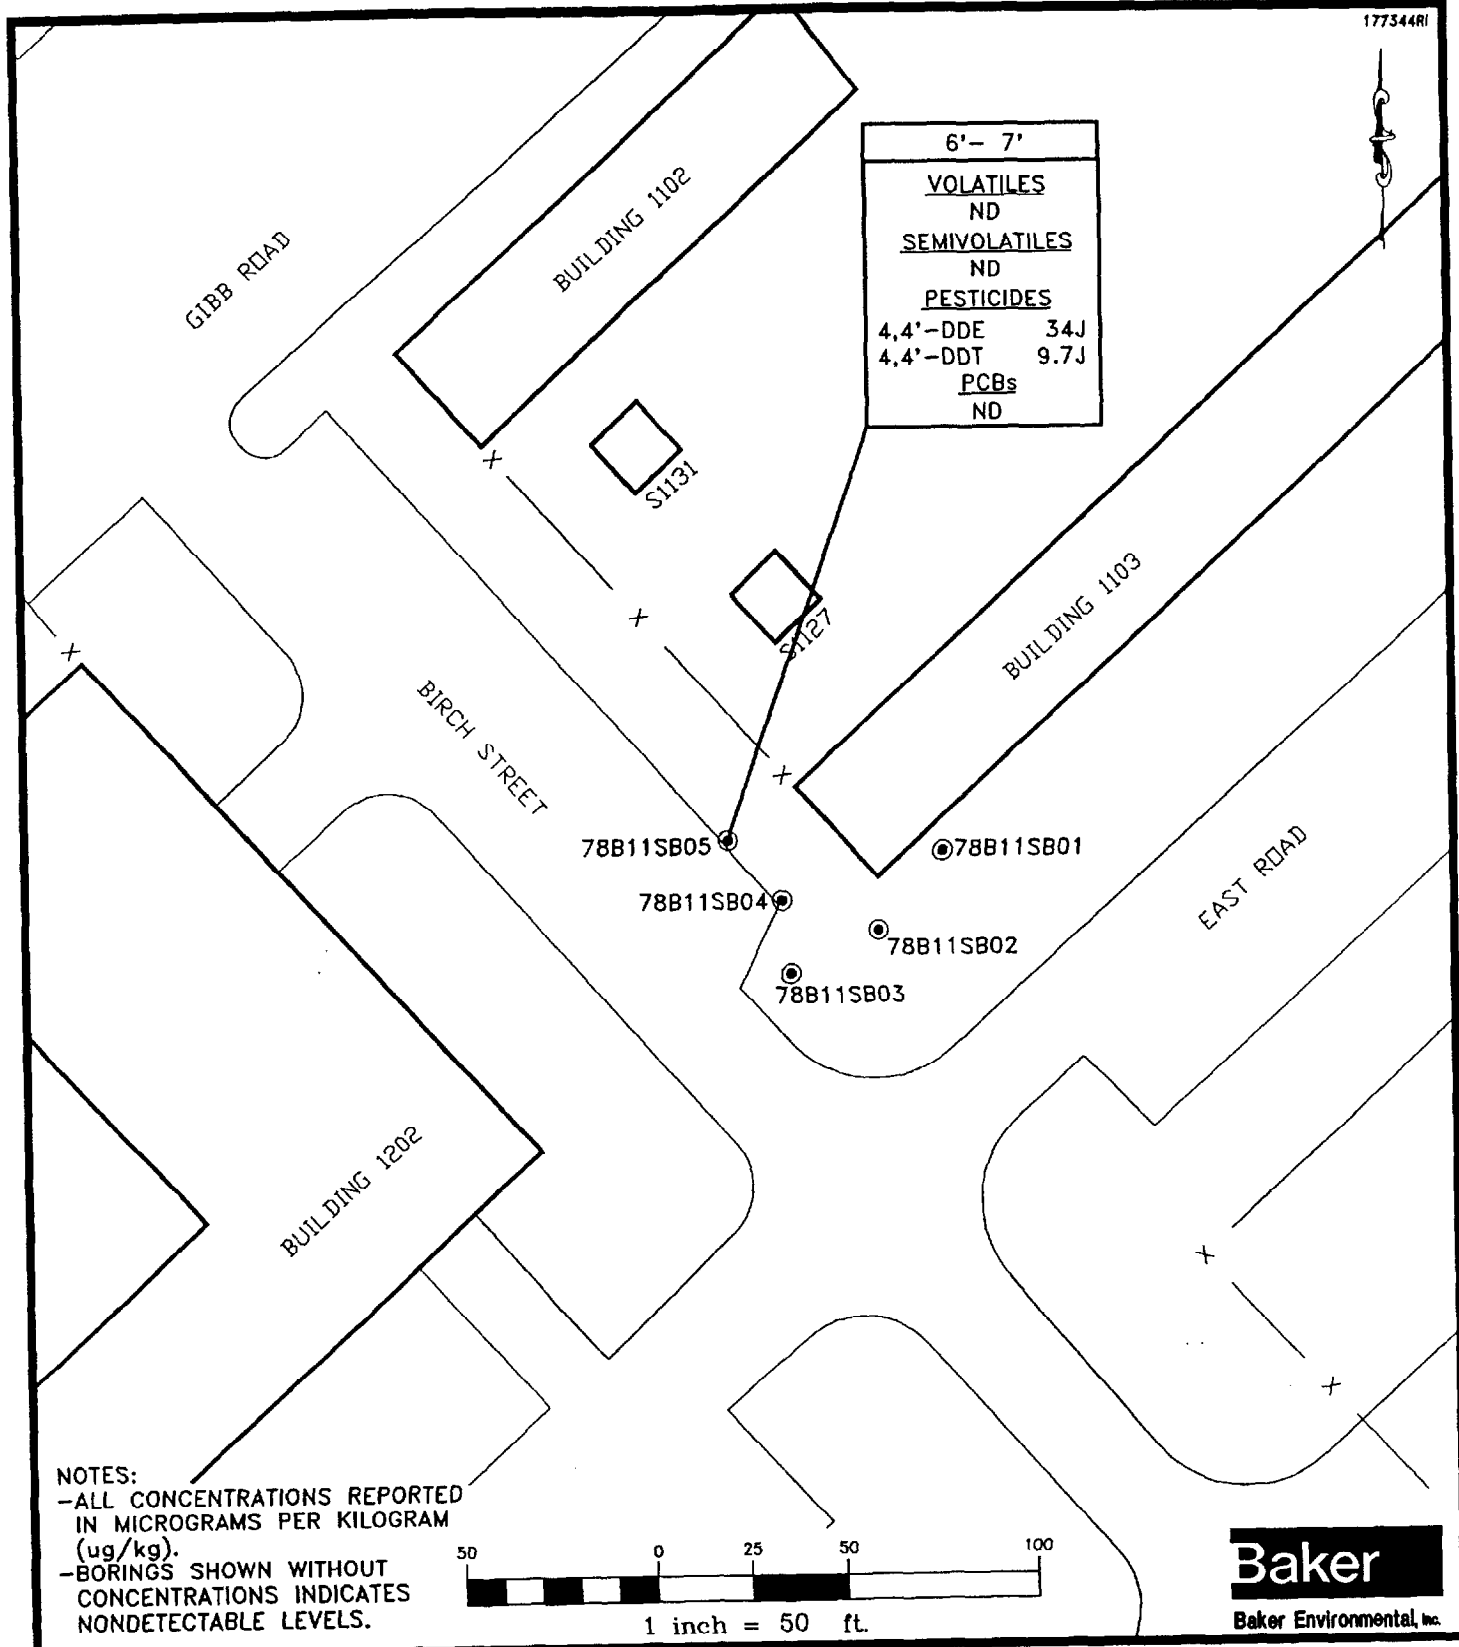 177344RI
6'- 7'
VOLATILES
ND
SEMIVOLATILES
ND
PESTICIDES
4,4'-DDE 34J
4,4'-DDT 9.7J
PCBs
ND
BUILDING 1102
GIBB ROAD
S1131
S1127
BUILDING 1103
BIRCH STREET
78B11SB05
78B11SB01
78B11SB04
EAST ROAD
78B11SB02
78B11SB03
BUILDING 1202
NOTES:
-ALL CONCENTRATIONS REPORTED
IN MICROGRAMS PER KILOGRAM
(ug/kg).
-BORINGS SHOWN WITHOUT
CONCENTRATIONS INDICATES
NONDETECTABLE LEVELS.
50 0 25 50 100
1 inch = 50 ft.
Baker
Baker Environmental, Inc.